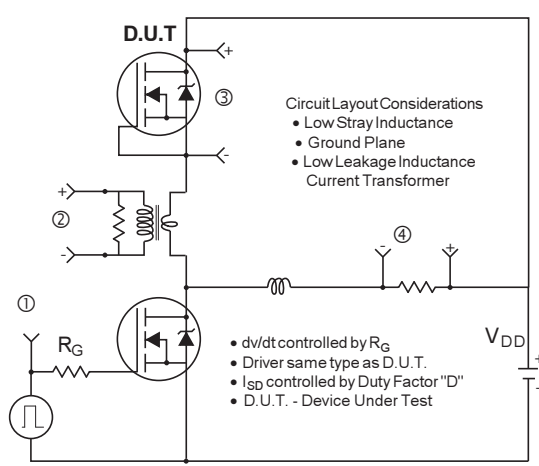 D.U.T
+
③
-
Circuit Layout Considerations
• Low Stray Inductance
• Ground Plane
• Low Leakage Inductance
Current Transformer
+
②
-
④
-
+
①
RG
VDD
+
-
• dv/dt controlled by RG
• Driver same type as D.U.T.
• ISD controlled by Duty Factor "D"
• D.U.T. - Device Under Test